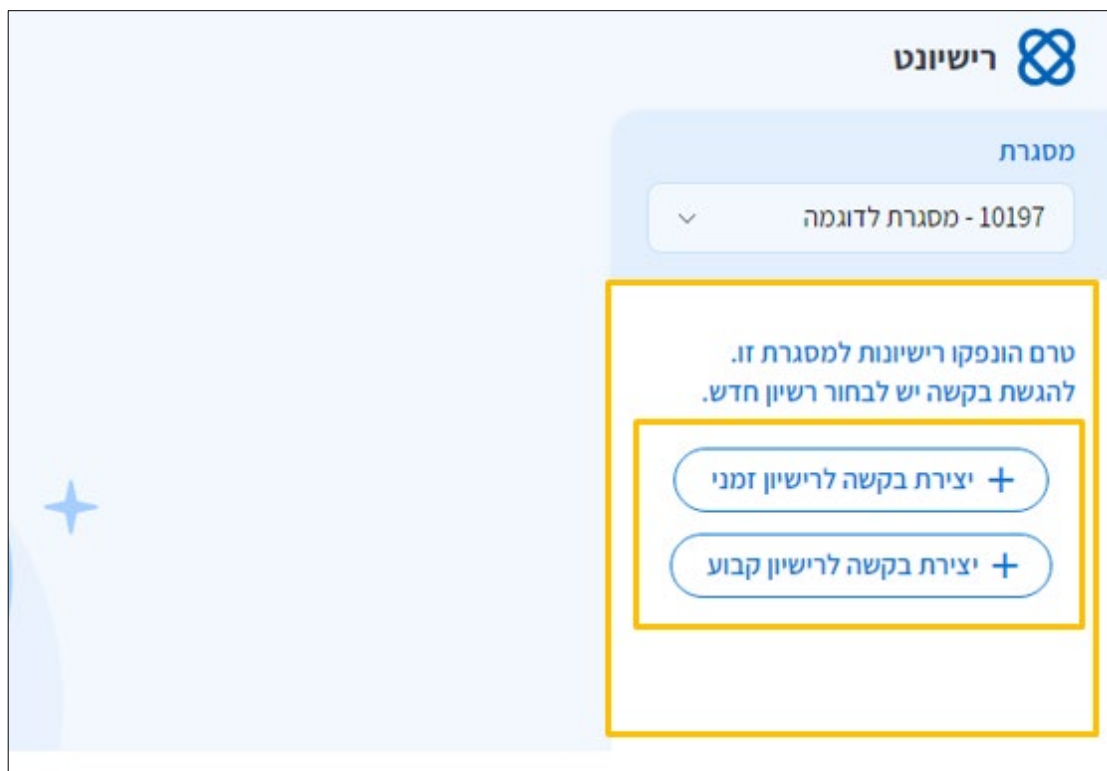 רישיונט
מסגרת
10197 - מסגרת לדוגמה
טרם הונפקו רישיונות למסגרת זו.
להגשת בקשה יש לבחור רשיון חדש.
+ יצירת בקשה לרישיון זמני
+ יצירת בקשה לרישיון קבוע